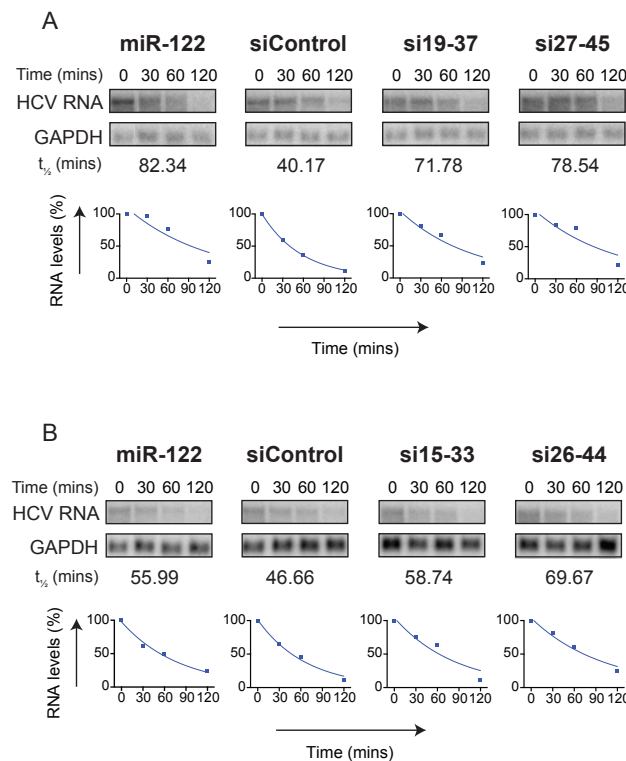 A
miR-122 siControl si19-37 si27-45
Time (mins) 0 30 60 120 0 30 60 120 0 30 60 120 0 30 60 120
HCV RNA
GAPDH
t½ (mins) 82.34 40.17 71.78 78.54
RNA levels (%)
100 100 100 100
50 50 50 50
0 0 0 0
0 30 60 90 120 0 30 60 90 120 0 30 60 90 120 0 30 60 90 120
Time (mins)
B
miR-122 siControl si15-33 si26-44
Time (mins) 0 30 60 120 0 30 60 120 0 30 60 120 0 30 60 120
HCV RNA
GAPDH
t½ (mins) 55.99 46.66 58.74 69.67
RNA levels (%)
100 100 100 100
50 50 50 50
0 0 0 0
0 30 60 90 120 0 30 60 90 120 0 30 60 90 120 0 30 60 90 120
Time (mins)